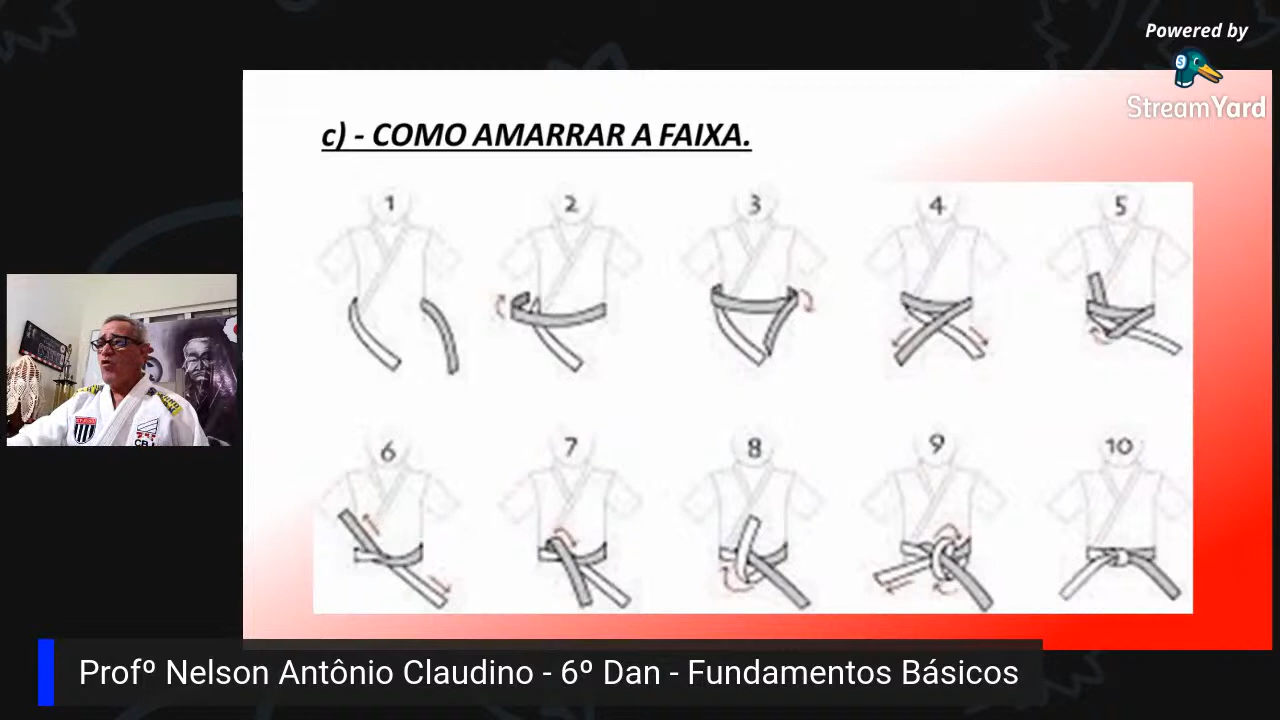 Powered by
StreamYard
c) - COMO AMARRAR A FAIXA.
1 2 3 4 5
6 7 8 9 10
Profº Nelson Antônio Claudino - 6º Dan - Fundamentos Básicos